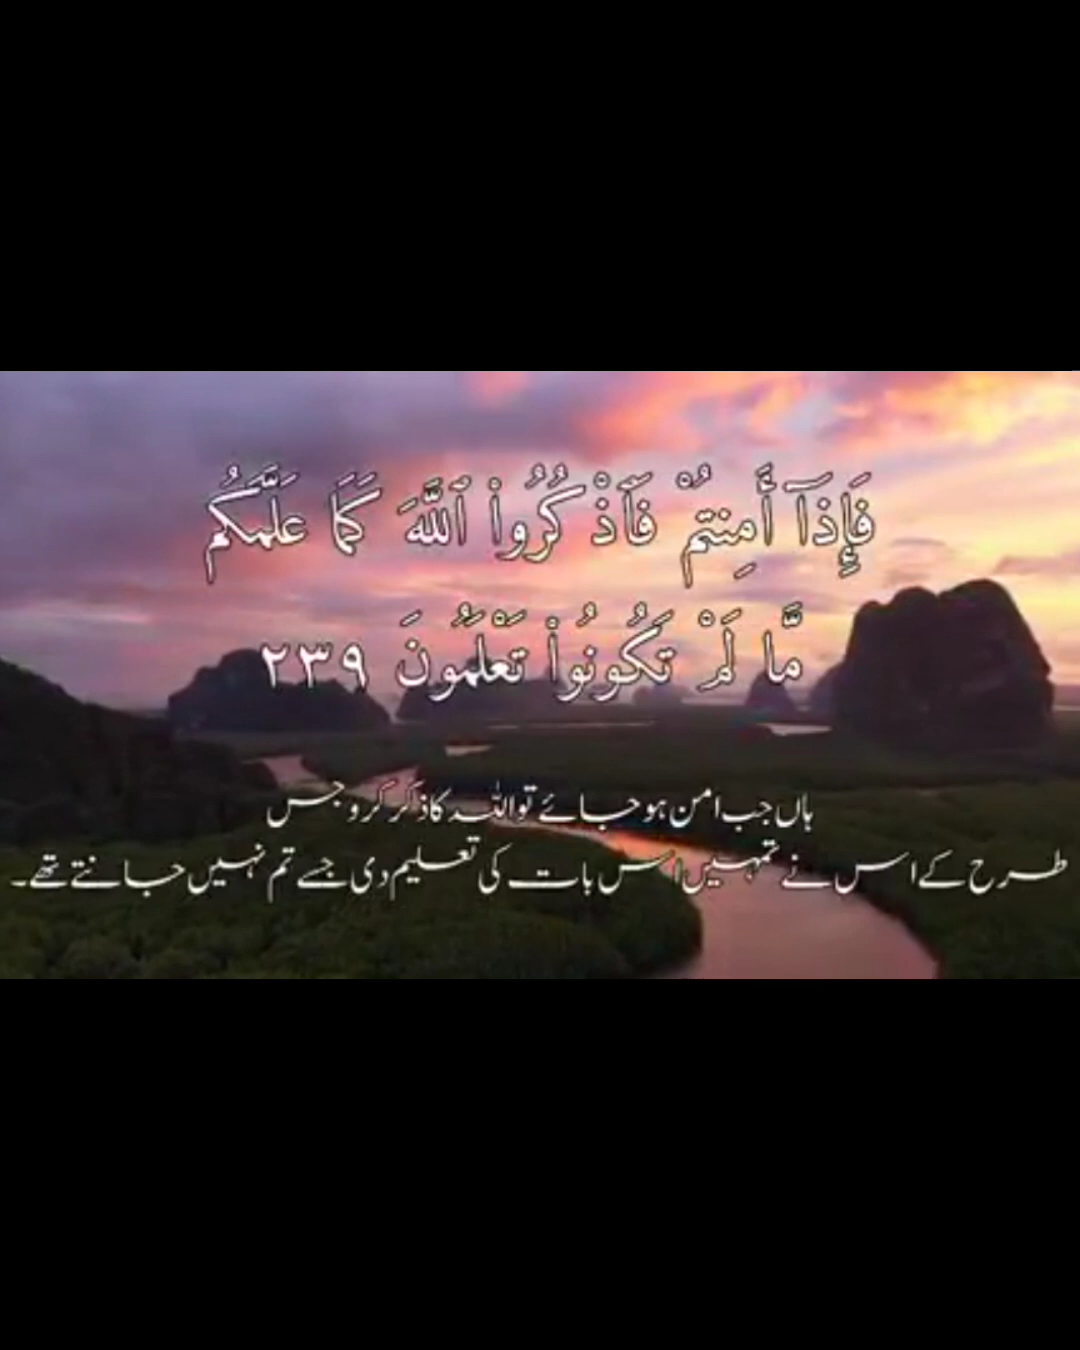 فَإِذَآ أَمِنتُمْ فَٱذْكُرُوا۟ ٱللَّهَ كَمَا عَلَّمَكُم
مَّا لَمْ تَكُونُوا۟ تَعْلَمُونَ ٢٣٩
ہاں جب امن ہو جائے تو اللہ کا ذکر کرو جس
طرح کے اس نے تمہیں اس بات کی تعلیم دی جسے تم نہیں جانتے تھے۔